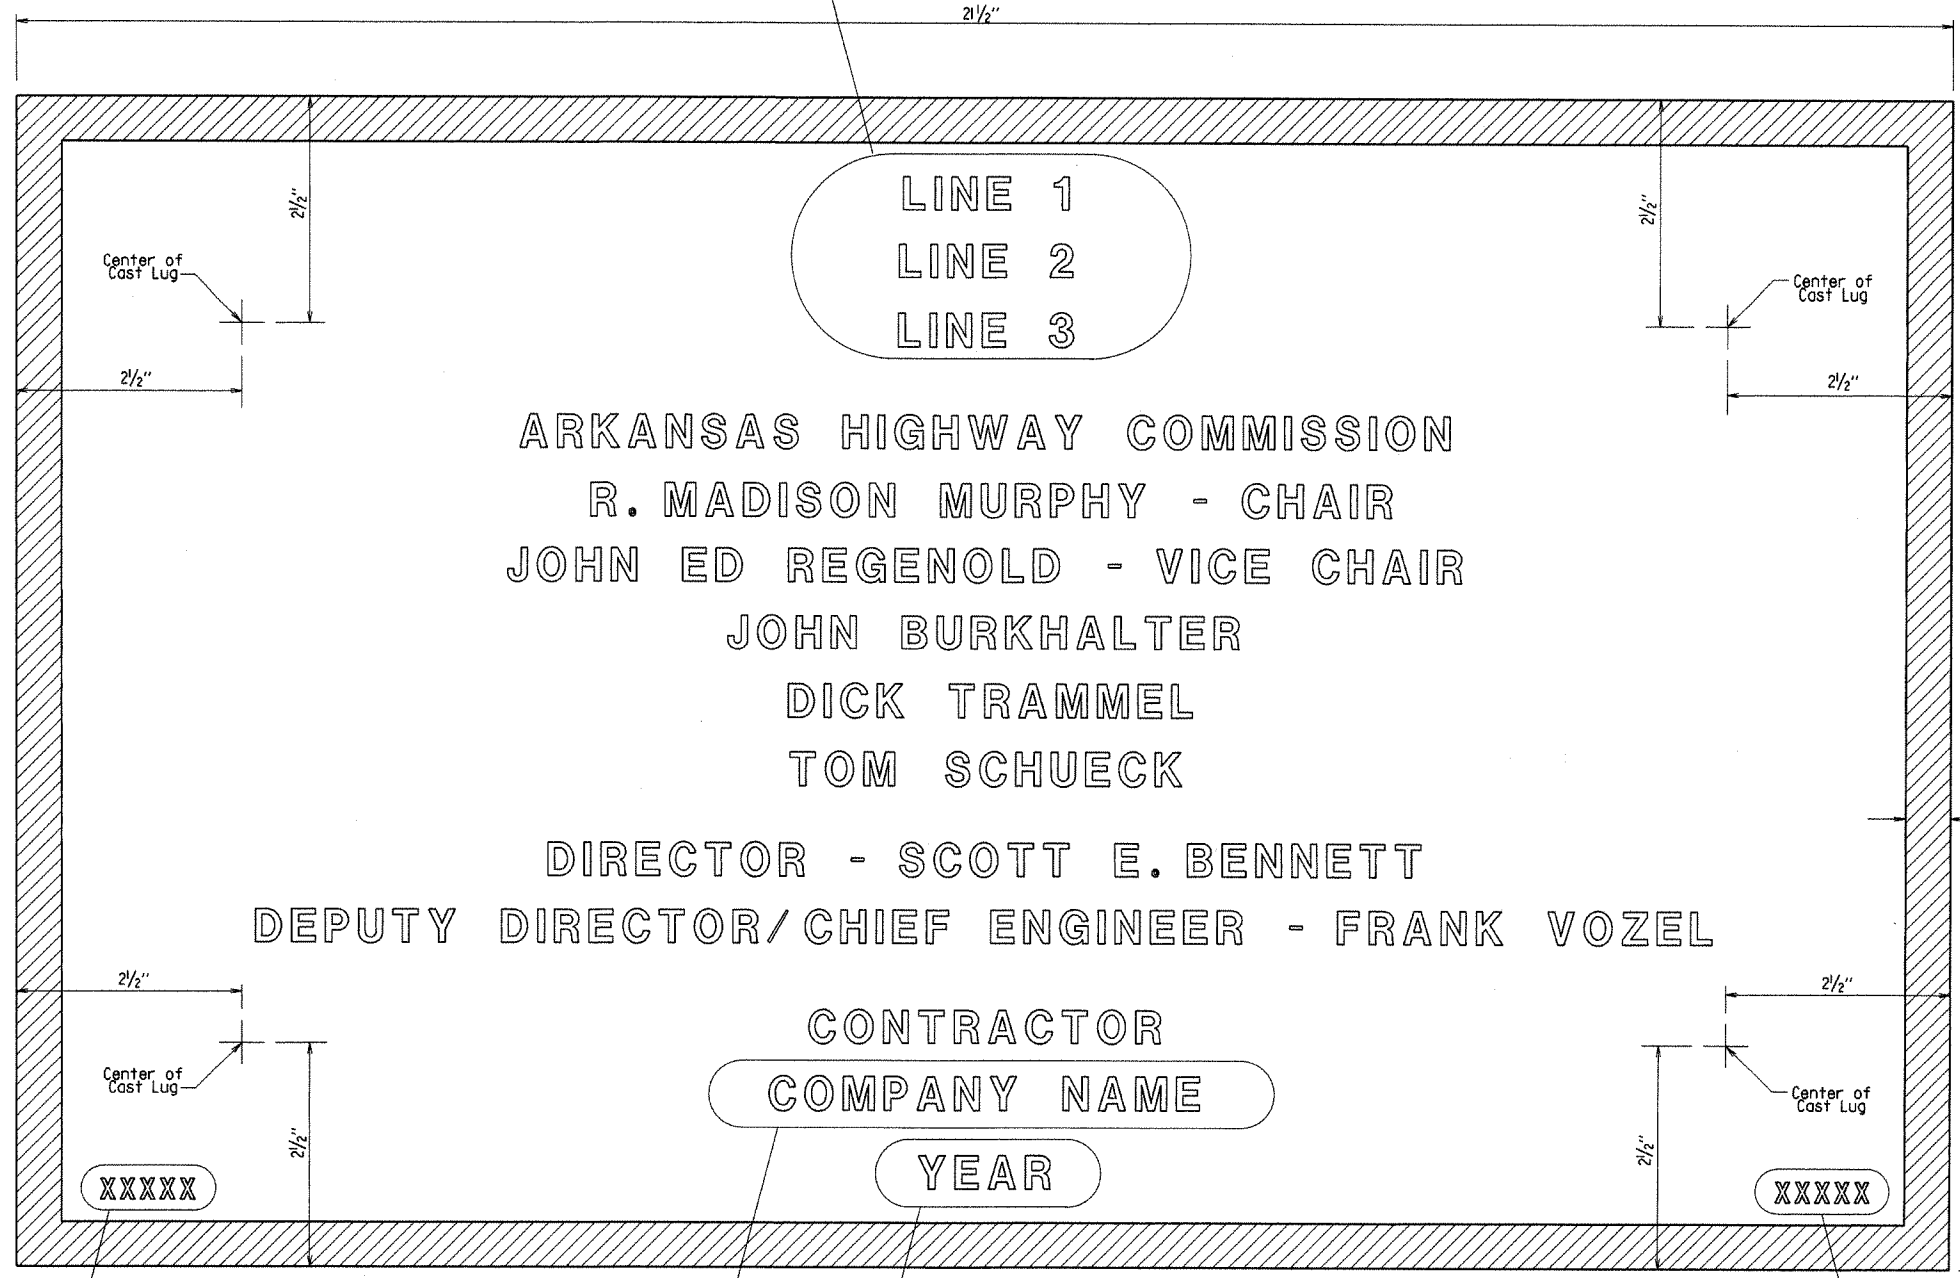 21½"
2½"
2½"
LINE 1
LINE 2
LINE 3
Center of
Cast Lug
Center of
Cast Lug
2½"
2½"
ARKANSAS HIGHWAY COMMISSION
R. MADISON MURPHY - CHAIR
JOHN ED REGENOLD - VICE CHAIR
JOHN BURKHALTER
DICK TRAMMEL
TOM SCHUECK
DIRECTOR - SCOTT E. BENNETT
DEPUTY DIRECTOR/CHIEF ENGINEER - FRANK VOZEL
2½"
2½"
CONTRACTOR
Center of
Cast Lug
COMPANY NAME
Center of
Cast Lug
2½"
2½"
YEAR
XXXXX
XXXXX